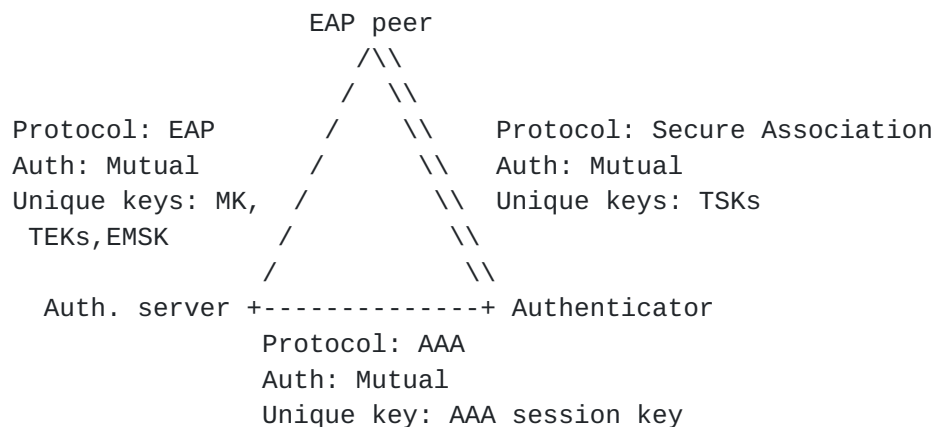 EAP peer
/\\
/ \\
Protocol: EAP / \\ Protocol: Secure Association
Auth: Mutual / \\ Auth: Mutual
Unique keys: MK, / \\ Unique keys: TSKs
TEKs,EMSK / \\
/ \\
Auth. server +--------------+ Authenticator
Protocol: AAA
Auth: Mutual
Unique key: AAA session key